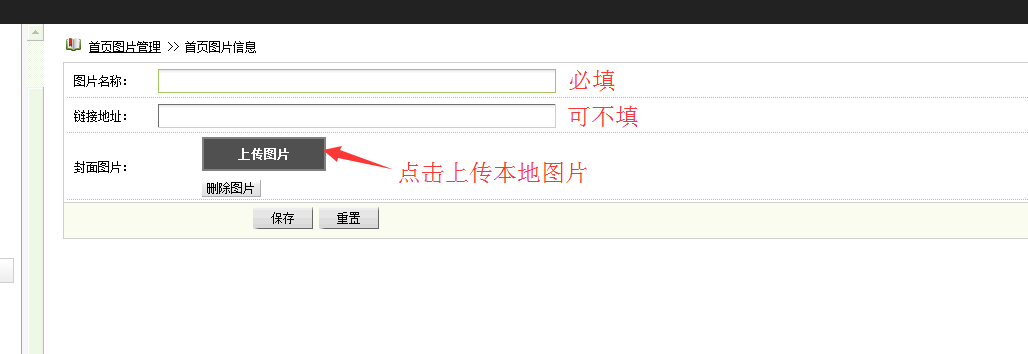 首页图片管理 >> 首页图片信息
图片名称： 必填
链接地址： 可不填
封面图片： 上传图片 点击上传本地图片
删除图片
保存 重置